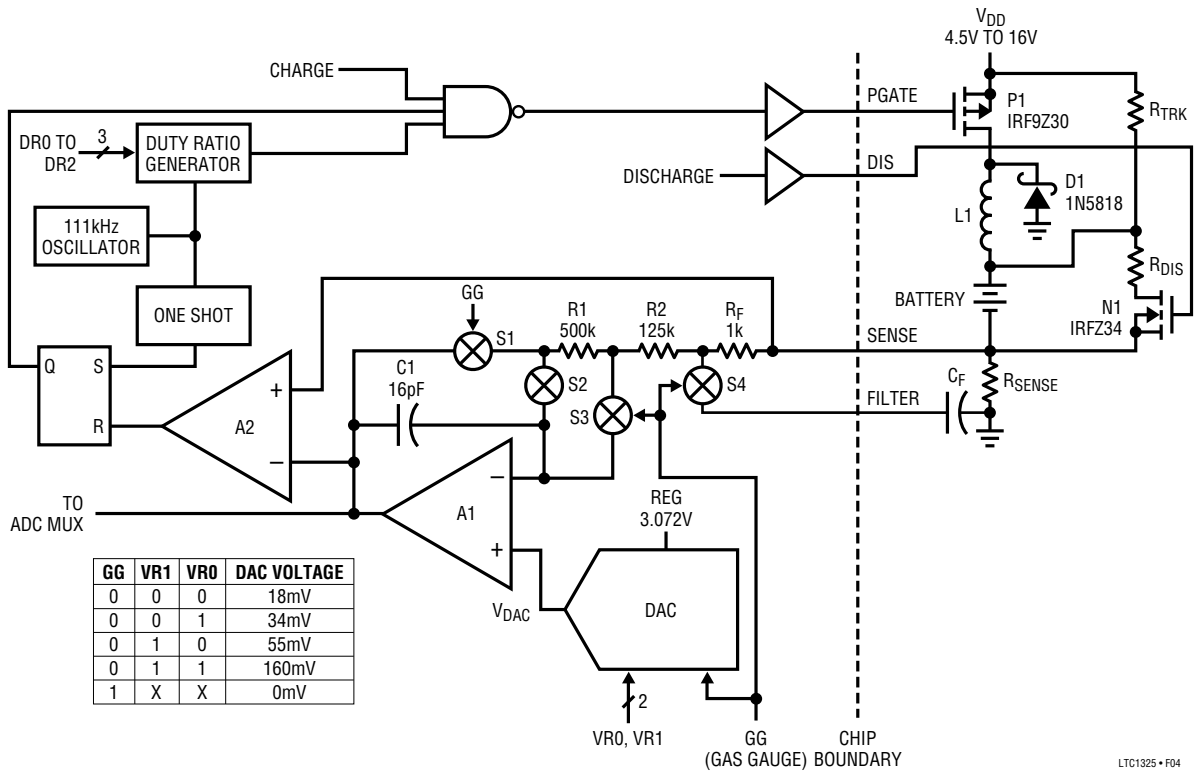 V_DD
4.5V TO 16V
CHARGE
PGATE
P1
IRF9Z30
R_TRK
DR0 TO
DR2
3
DUTY RATIO
GENERATOR
DISCHARGE
DIS
D1
1N5818
L1
111kHz
OSCILLATOR
R_DIS
ONE SHOT
GG
BATTERY
N1
IRFZ34
S1
R1
500k
R2
125k
R_F
1k
SENSE
Q
S
R
C1
16pF
S2
S3
S4
C_F
R_SENSE
FILTER
+
A2
–
–
A1
+
TO
ADC MUX
REG
3.072V
V_DAC
DAC
GG VR1 VR0 DAC VOLTAGE
0 0 0 18mV
0 0 1 34mV
0 1 0 55mV
0 1 1 160mV
1 X X 0mV
2
VR0, VR1
GG
(GAS GAUGE)
CHIP
BOUNDARY
LTC1325 • F04